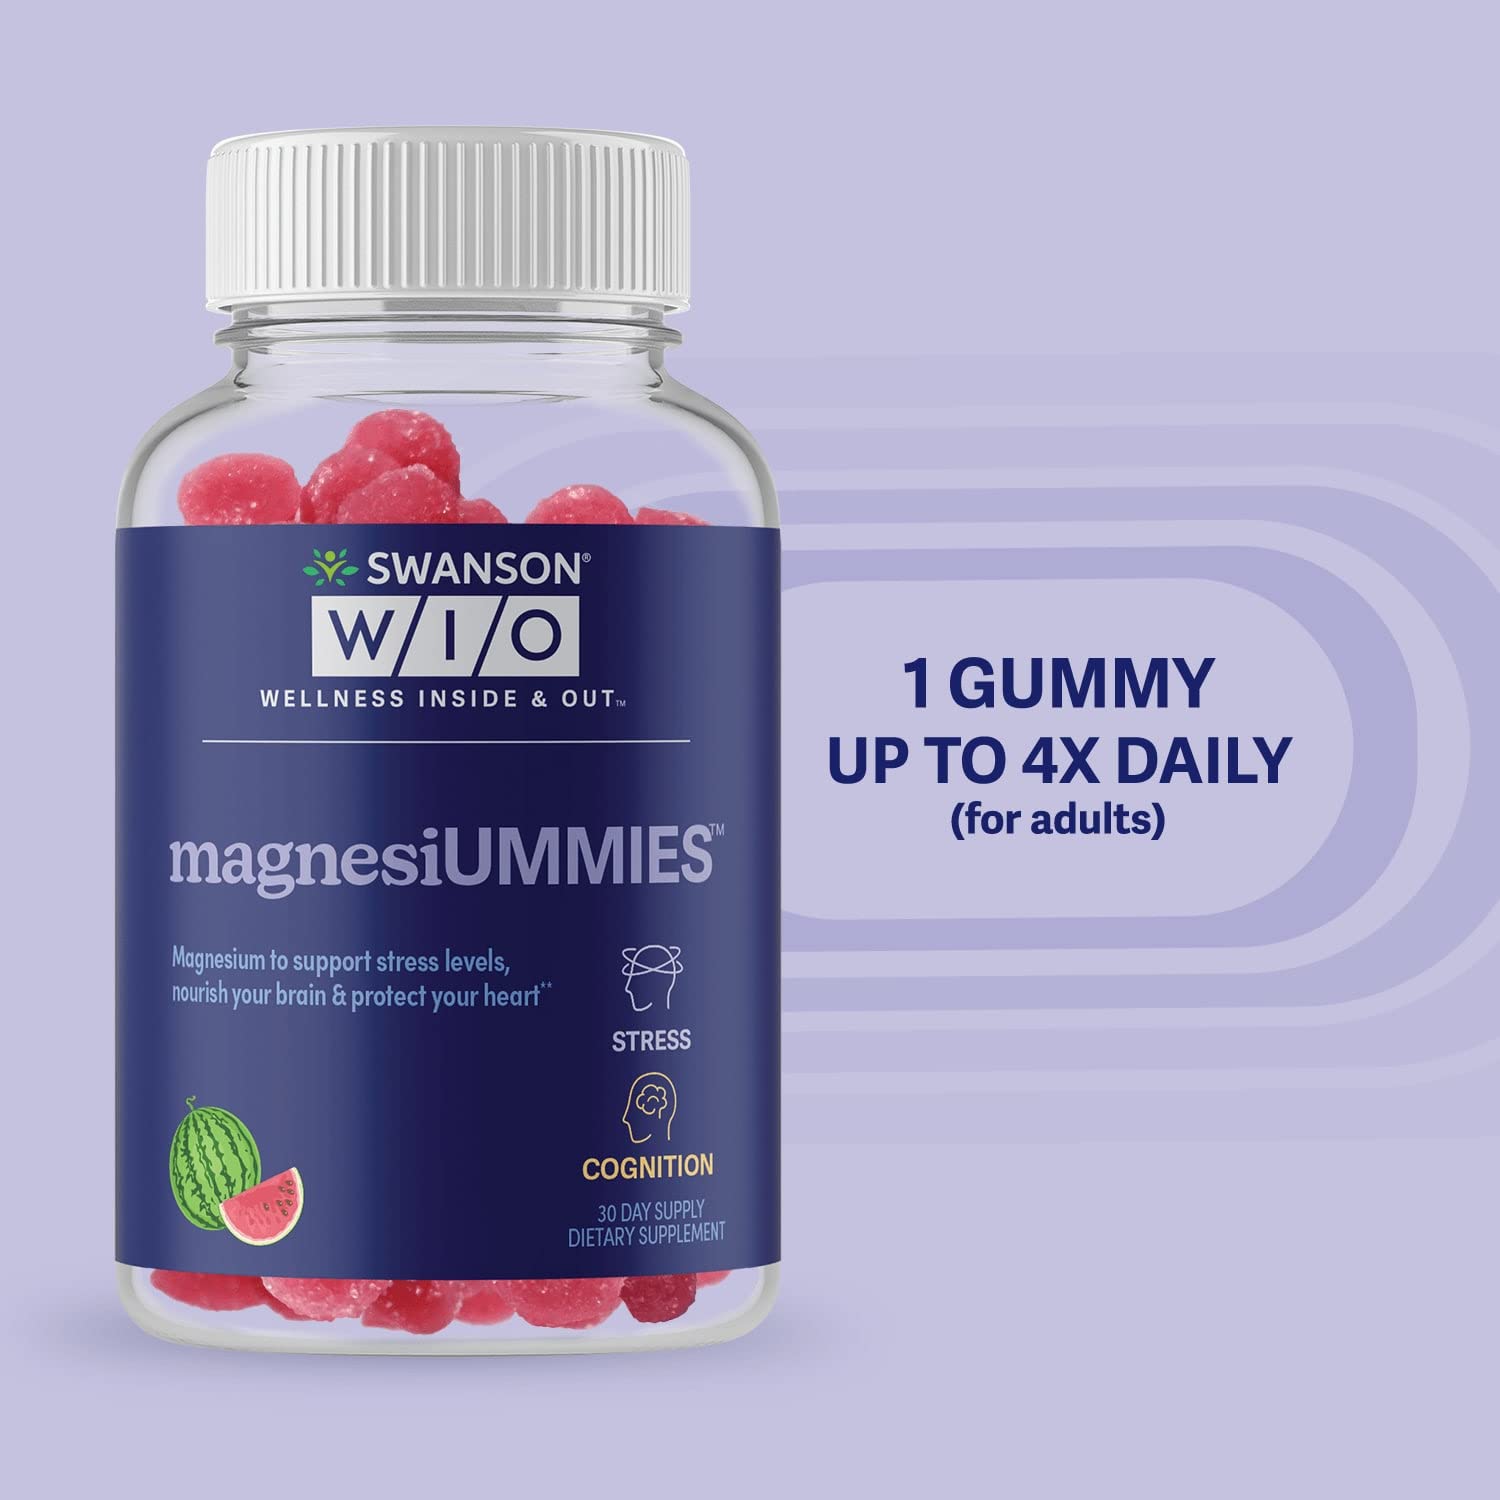 SWANSON®
W/I/O
WELLNESS INSIDE & OUT™
magnesiUMMIES™
Magnesium to support stress levels,
nourish your brain & protect your heart**
STRESS
COGNITION
30 DAY SUPPLY
DIETARY SUPPLEMENT
1 GUMMY
UP TO 4X DAILY
(for adults)